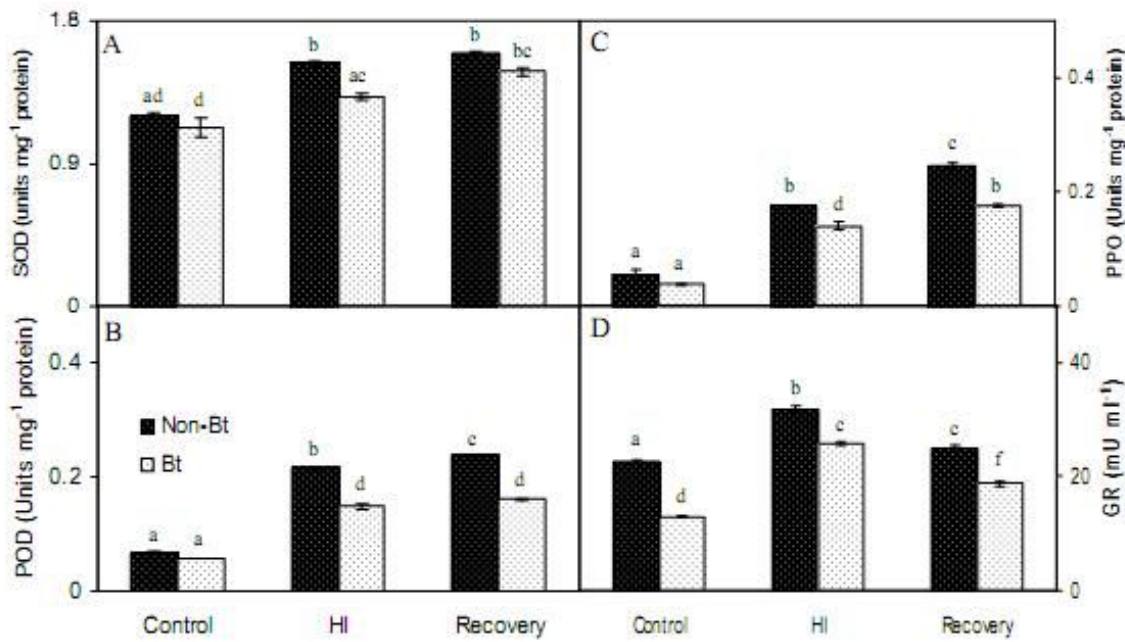 A
1.8
0.9
0
SOD (units mg⁻¹ protein)
ad
d
b
ac
b
bc
C
0.4
0.2
0
PPO (Units mg⁻¹ protein)
a
a
b
d
c
b
B
0.4
0.2
0
POD (Units mg⁻¹ protein)
Non-Bt
Bt
a
a
b
d
c
d
Control HI Recovery
D
40
20
0
GR (mU ml⁻¹)
a
d
b
c
c
f
Control HI Recovery